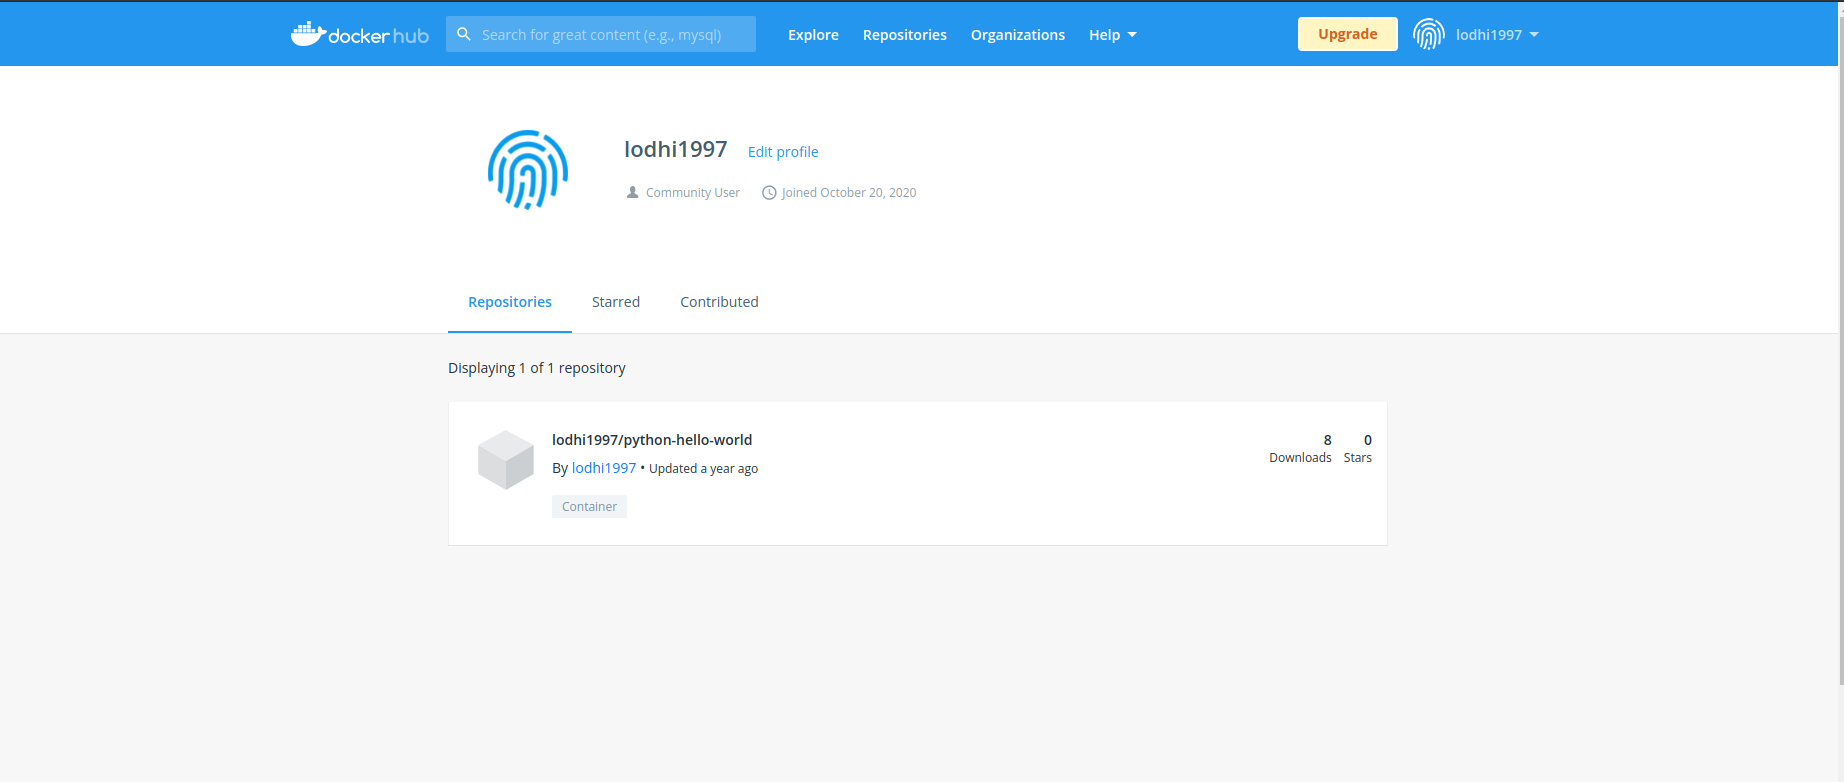 docker hub Search for great content (e.g., mysql) Explore Repositories Organizations Help Upgrade lodhi1997
lodhi1997 Edit profile
Community User Joined October 20, 2020
Repositories Starred Contributed
Displaying 1 of 1 repository
lodhi1997/python-hello-world 8 0
By lodhi1997 • Updated a year ago Downloads Stars
Container